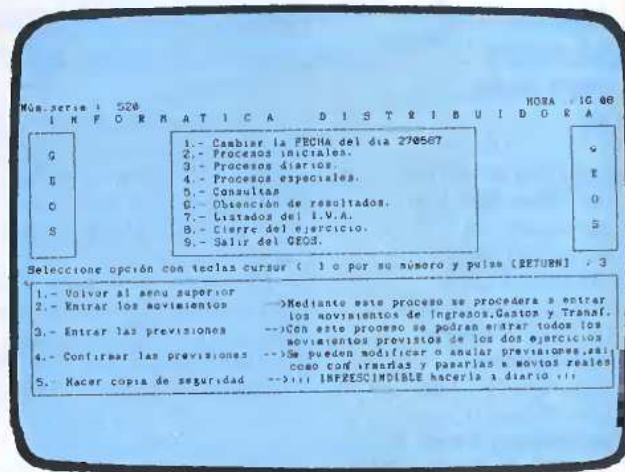 Núm.serie : 520 HORA : 16 08
I N F O R M A T I C A D I S T R I B U I D O R A
G E O S
1.- Cambiar la FECHA del dia 270587
2.- Procesos iniciales.
3.- Procesos diarios.
4.- Procesos especiales.
5.- Consultas
6.- Obtención de resultados.
7.- Listados del I.V.A.
8.- Cierre del ejercicio.
9.- Salir del GEOS.
G E O S
Seleccione opción con teclas cursor ( ) o por su número y pulse [RETURN] : 3
1.- Volver al menu superior
2.- Entrar los movimientos -->Mediante este proceso se procedera a entrar
los movimientos de Ingresos,Gastos y Transf.
3.- Entrar las previsiones -->Con este proceso se podran entrar todos los
movimientos previstos de los dos ejercicios
4.- Confirmar las previsiones -->Se pueden modificar o anular previsiones,asi
como confirmarlas y pasarlas a movtos reales
5.- Hacer copia de seguridad -->¡¡¡ IMPRESCINDIBLE hacerla a diario !!!